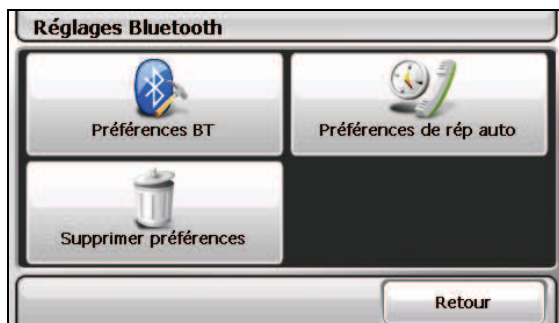 Réglages Bluetooth
Préférences BT
Préférences de rép auto
Supprimer préférences
Retour